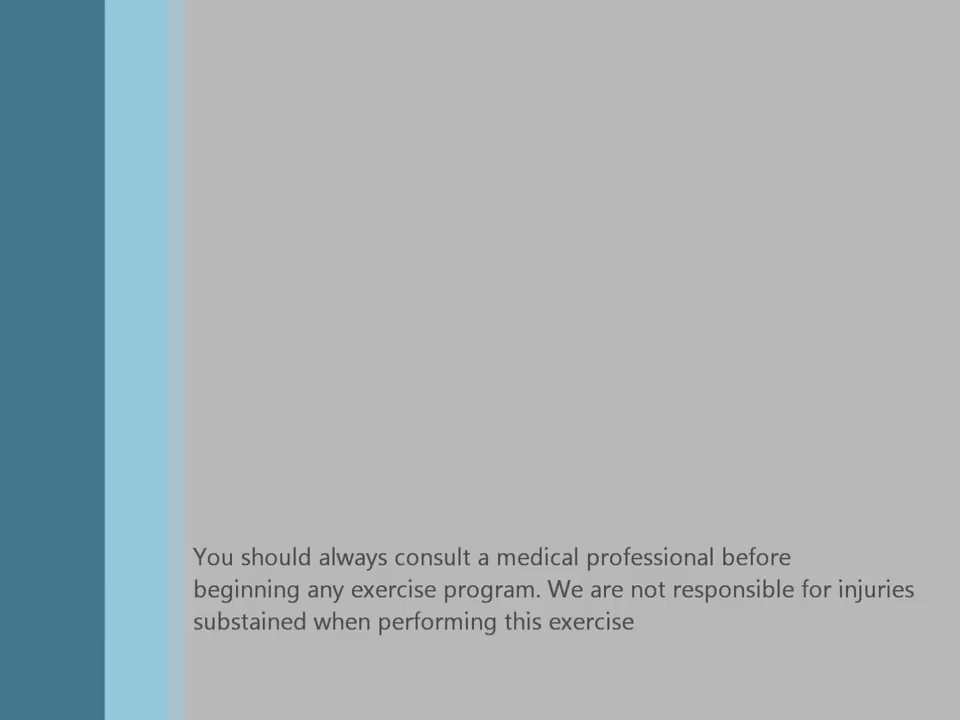 You should always consult a medical professional before
beginning any exercise program. We are not responsible for injuries
substained when performing this exercise